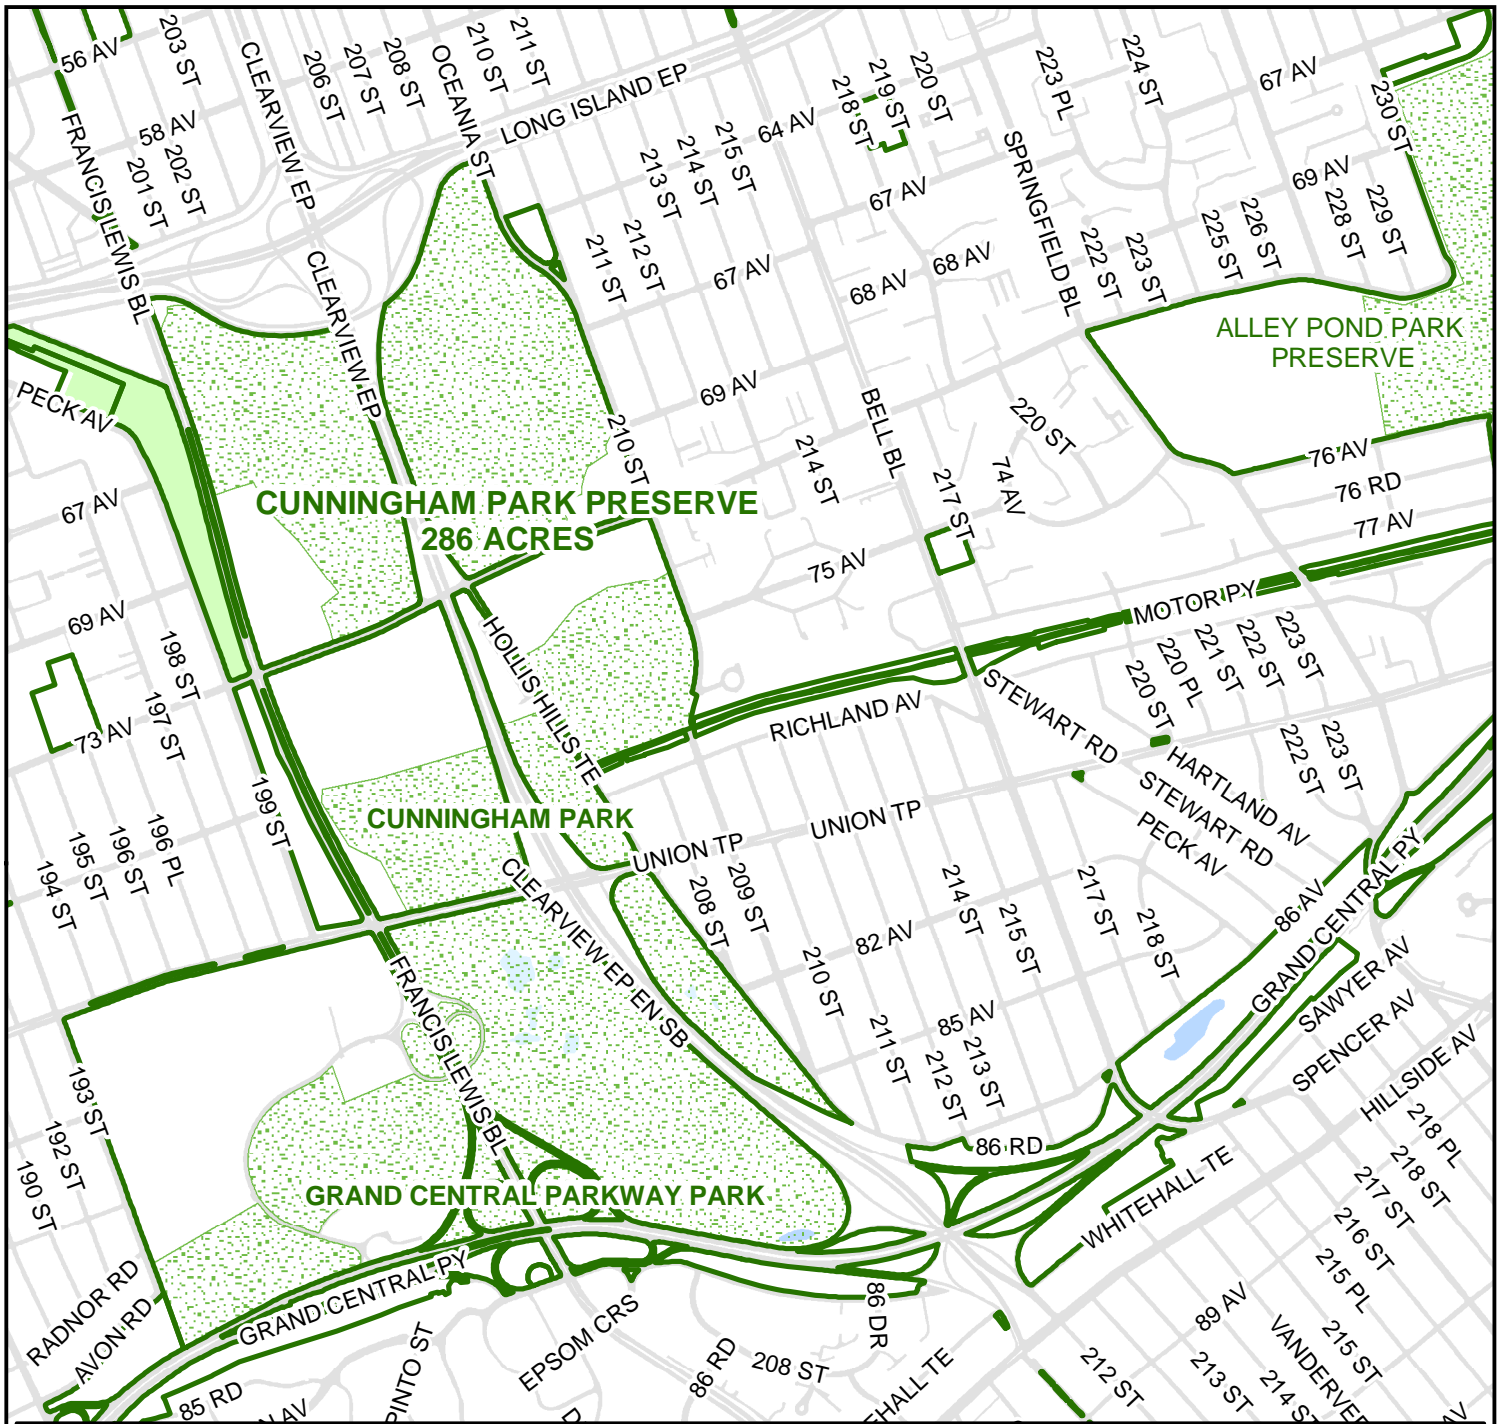 56 AV
203 ST
CLEARVIEW EP
206 ST
207 ST
208 ST
OCEANIA ST
210 ST
211 ST
LONG ISLAND EP
218 ST
219 ST
220 ST
223 PL
224 ST
67 AV
230 ST
FRANCIS LEWIS BL
58 AV
201 ST
202 ST
64 AV
213 ST
214 ST
215 ST
67 AV
SPRINGFIELD BL
69 AV
CLEARVIEW EP
211 ST
212 ST
67 AV
68 AV
68 AV
222 ST
223 ST
225 ST
226 ST
228 ST
229 ST
ALLEY POND PARK
PRESERVE
PECK AV
69 AV
210 ST
BELL BL
220 ST
214 ST
217 ST
74 AV
76 AV
76 RD
77 AV
67 AV
CUNNINGHAM PARK PRESERVE
286 ACRES
75 AV
69 AV
198 ST
197 ST
73 AV
HOLLIS HILLS TE
MOTOR PY
RICHLAND AV
STEWART RD
220 ST
220 PL
221 ST
222 ST
223 ST
199 ST
CUNNINGHAM PARK
UNION TP
UNION TP
HARTLAND AV
STEWART RD
PECK AV
222 ST
223 ST
194 ST
195 ST
196 ST
196 PL
CLEARVIEW EP EN SB
208 ST
209 ST
210 ST
82 AV
214 ST
215 ST
217 ST
218 ST
86 AV
GRAND CENTRAL PY
FRANCIS LEWIS BL
85 AV
211 ST
212 ST
213 ST
SAWYER AV
SPENCER AV
HILLSIDE AV
193 ST
192 ST
190 ST
86 RD
218 PL
218 ST
217 ST
216 ST
215 PL
215 ST
GRAND CENTRAL PARKWAY PARK
WHITEHALL TE
RADNOR RD
AVON RD
GRAND CENTRAL PY
86 DR
EPSOM CRS
86 RD
208 ST
89 AV
212 ST
213 ST
214 ST
VANDERVER
85 RD
N AV
PINTO ST
EHALL TE
AV